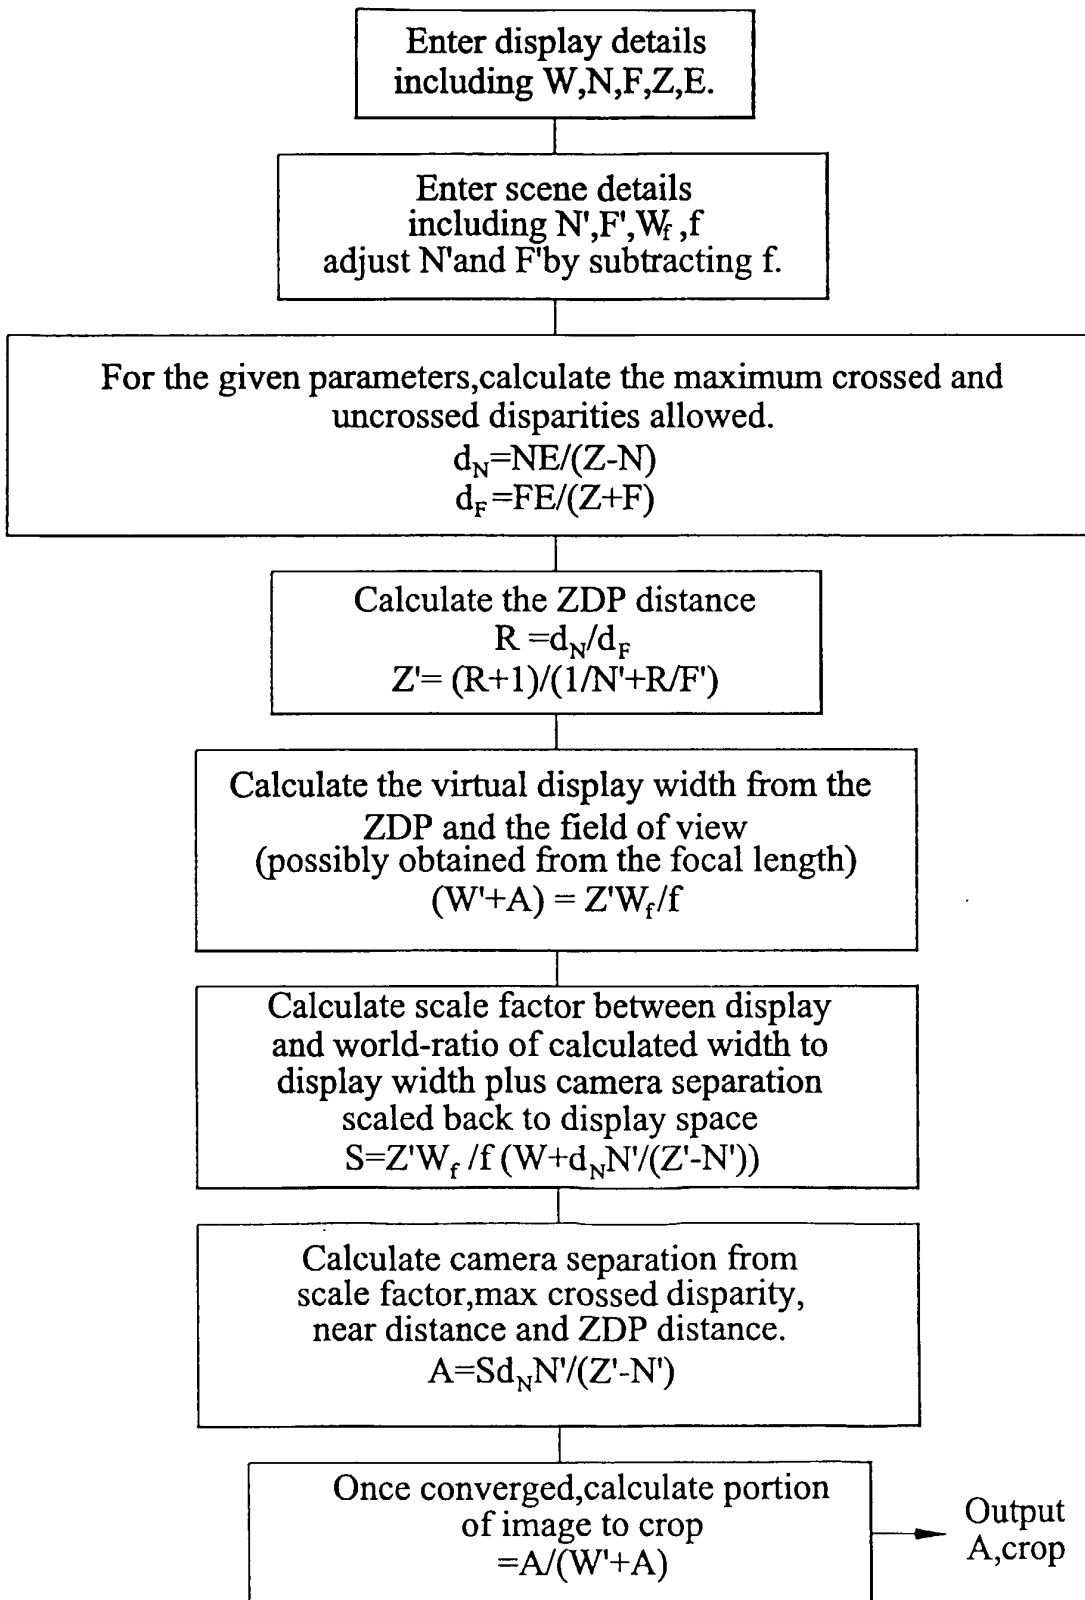 Enter display details
including W,N,F,Z,E.
Enter scene details
including N',F',W_f ,f
adjust N'and F'by subtracting f.
For the given parameters,calculate the maximum crossed and
uncrossed disparities allowed.
d_N=NE/(Z-N)
d_F=FE/(Z+F)
Calculate the ZDP distance
R =d_N/d_F
Z'= (R+1)/(1/N'+R/F')
Calculate the virtual display width from the
ZDP and the field of view
(possibly obtained from the focal length)
(W'+A) = Z'W_f/f
Calculate scale factor between display
and world-ratio of calculated width to
display width plus camera separation
scaled back to display space
S=Z'W_f /f (W+d_NN'/(Z'-N'))
Calculate camera separation from
scale factor,max crossed disparity,
near distance and ZDP distance.
A=Sd_NN'/(Z'-N')
Once converged,calculate portion
of image to crop
=A/(W'+A)
Output
A,crop